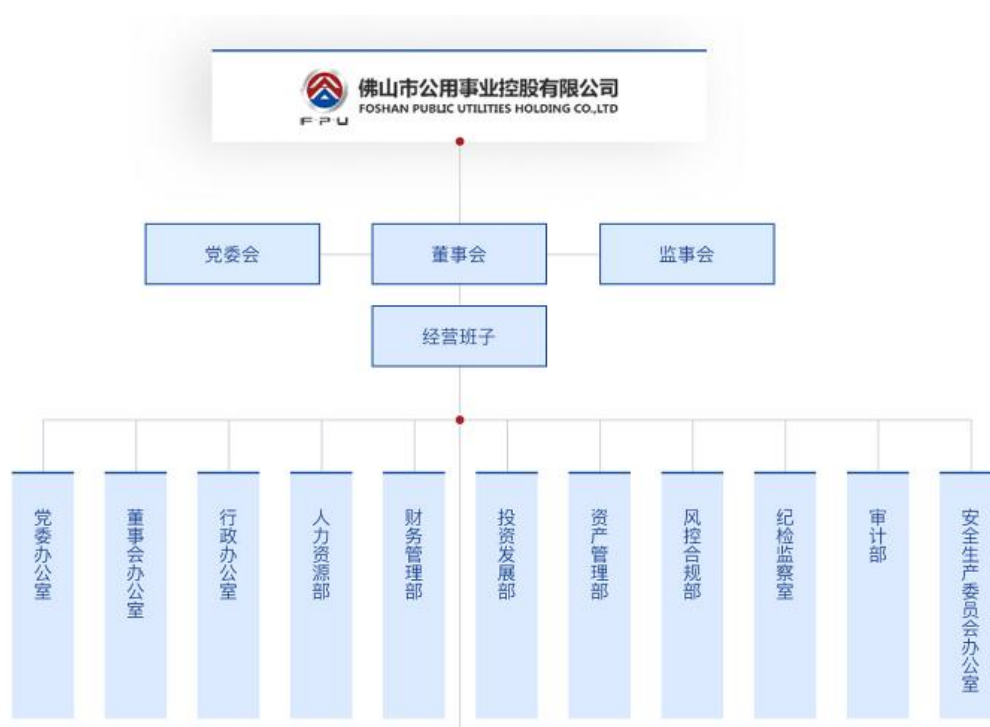 佛山市公用事业控股有限公司
FOSHAN PUBLIC UTILITIES HOLDING CO.,LTD
FPU
党委会
董事会
监事会
经营班子
党委办公室
董事会办公室
行政办公室
人力资源部
财务管理部
投资发展部
资产管理部
风控合规部
纪检监察室
审计部
安全生产委员会办公室